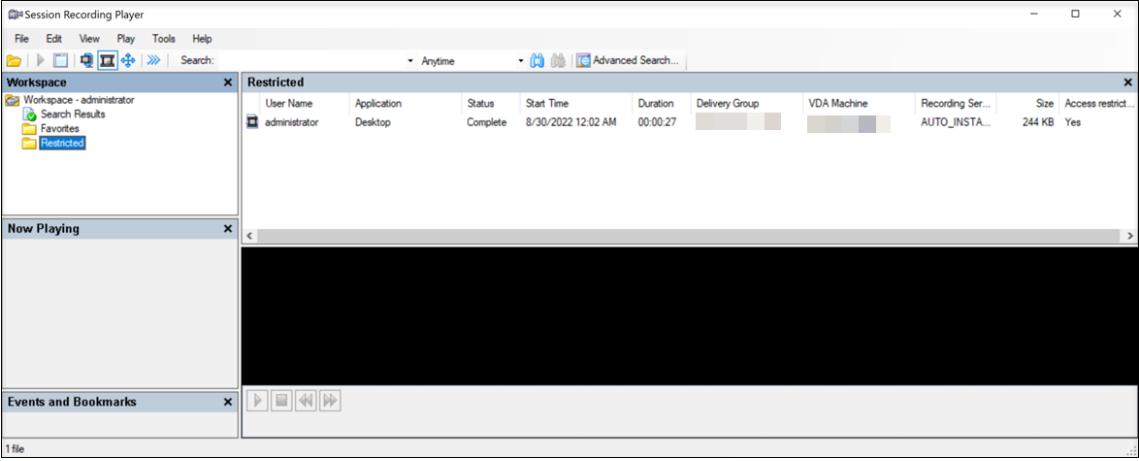 Session Recording Player
File Edit View Play Tools Help
Search: Anytime Advanced Search...
Workspace
Workspace - administrator
Search Results
Favorites
Restricted
Restricted
User Name Application Status Start Time Duration Delivery Group VDA Machine Recording Ser... Size Access restrict...
administrator Desktop Complete 8/30/2022 12:02 AM 00:00:27 AUTO_INSTA... 244 KB Yes
Now Playing
Events and Bookmarks
1 file